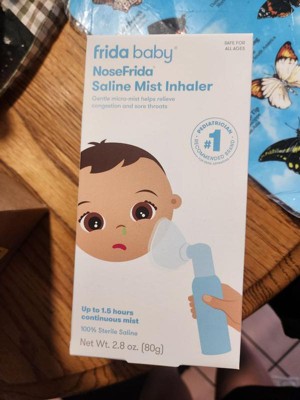 frida baby®
SAFE FOR
ALL AGES
NoseFrida®
Saline Mist Inhaler
Gentle micro-mist helps relieve
congestion and sore throats
PEDIATRICIAN
#1
RECOMMENDED BRAND
Up to 1.5 hours
continuous mist
100% Sterile Saline
Net Wt. 2.8 oz. (80g)